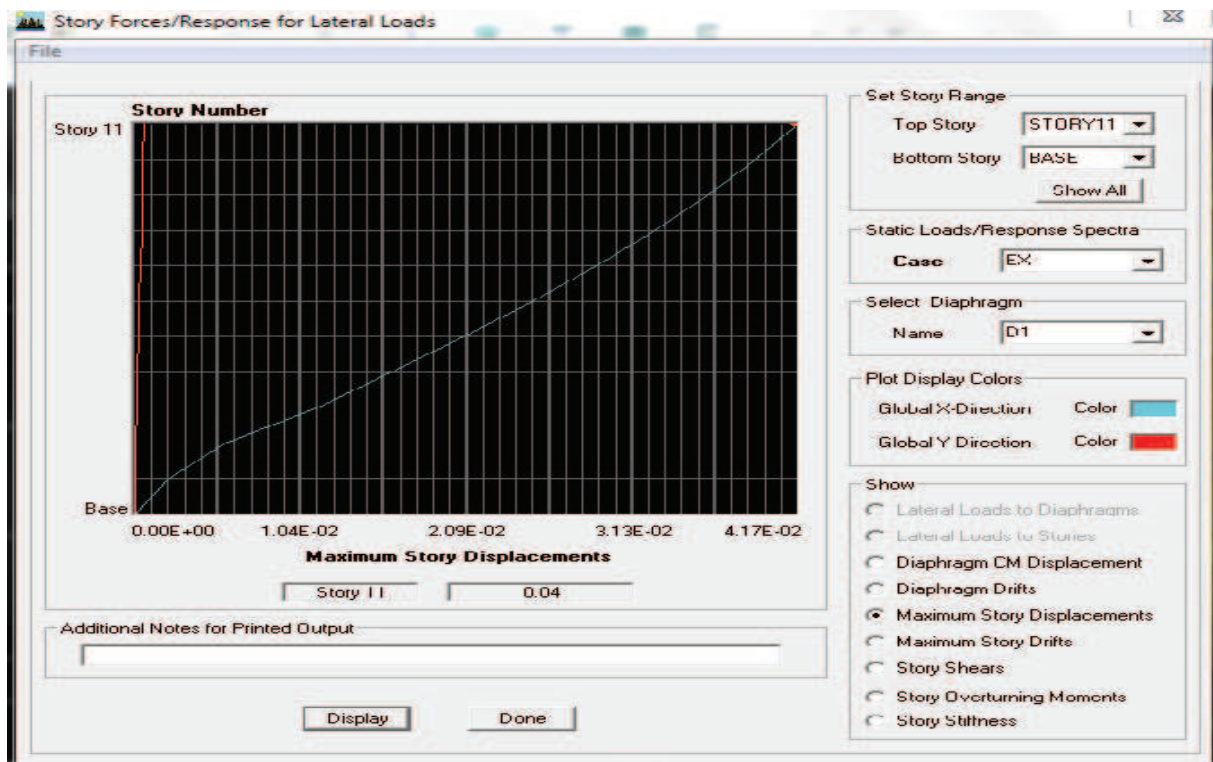 Story Forces/Response for Lateral Loads
File
Story Number
Story 11
Base
0.00E+00 1.04E-02 2.09E-02 3.13E-02 4.17E-02
Maximum Story Displacements
Story 11 0.04
Additional Notes for Printed Output
Display Done
Set Story Range
Top Story STORY11
Bottom Story BASE
Show All
Static Loads/Response Spectra
Case EX
Select Diaphragm
Name D1
Plot Display Colors
Global X-Direction Color
Global Y Direction Color
Show
Lateral Loads to Diaphragms
Lateral Loads to Stories
Diaphragm CM Displacement
Diaphragm Drifts
Maximum Story Displacements
Maximum Story Drifts
Story Shears
Story Overturning Moments
Story Stiffness